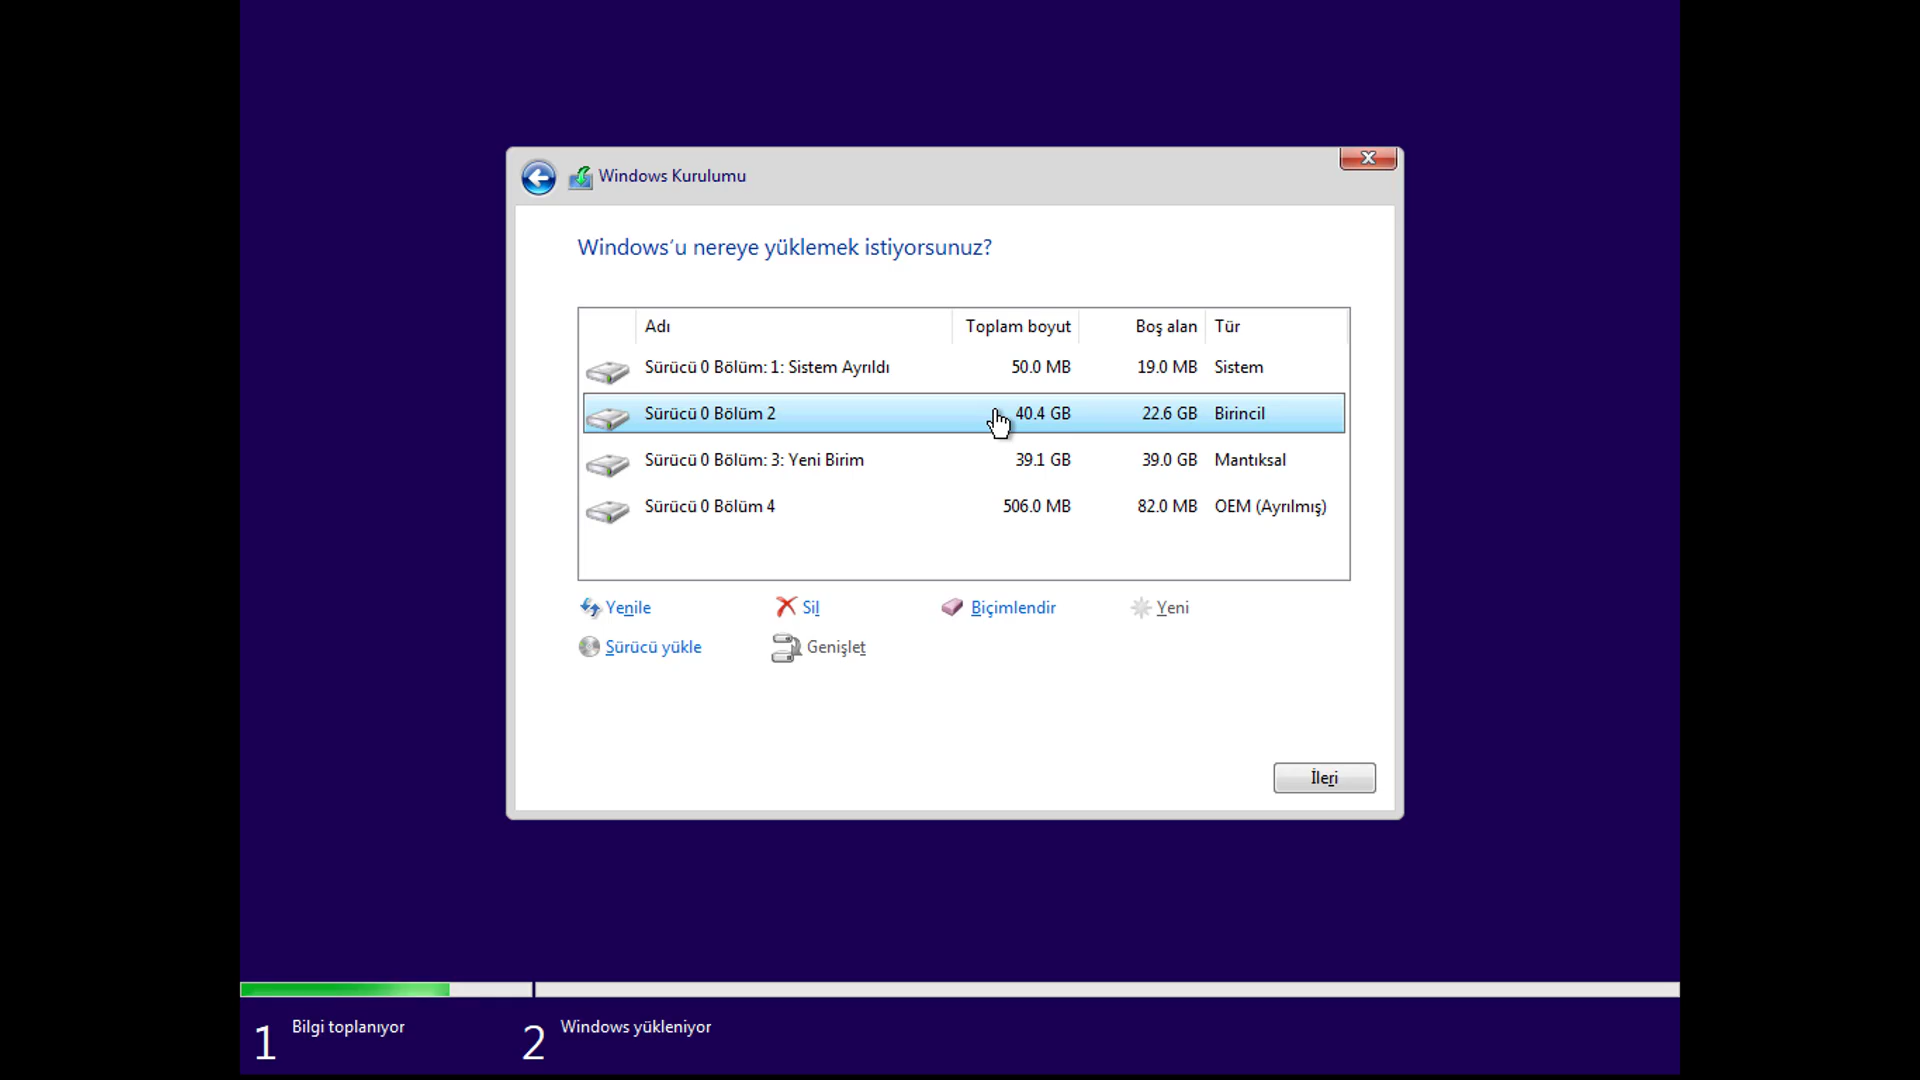 Windows Kurulumu
Windows'u nereye yüklemek istiyorsunuz?
Adı Toplam boyut Boş alan Tür
Sürücü 0 Bölüm: 1: Sistem Ayrıldı 50.0 MB 19.0 MB Sistem
Sürücü 0 Bölüm 2 40.4 GB 22.6 GB Birincil
Sürücü 0 Bölüm: 3: Yeni Birim 39.1 GB 39.0 GB Mantıksal
Sürücü 0 Bölüm 4 506.0 MB 82.0 MB OEM (Ayrılmış)
Yenile Sil Biçimlendir Yeni
Sürücü yükle Genişlet
İleri
1 Bilgi toplanıyor 2 Windows yükleniyor